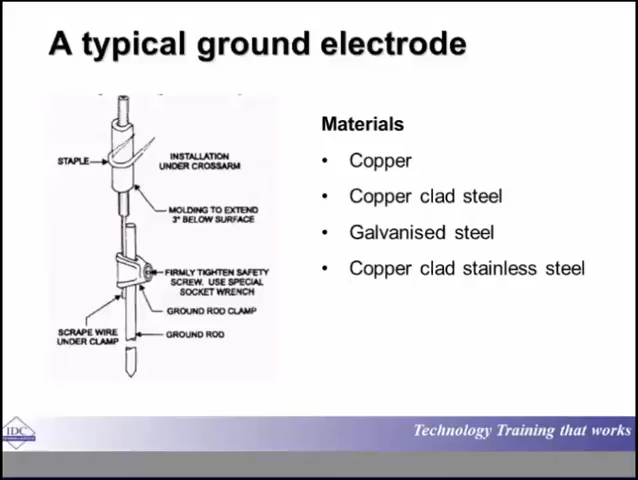 A typical ground electrode
STAPLE
INSTALLATION
UNDER CROSSARM
MOLDING TO EXTEND
3" BELOW SURFACE
FIRMLY TIGHTEN SAFETY
SCREW. USE SPECIAL
SOCKET WRENCH
GROUND ROD CLAMP
SCRAPE WIRE
UNDER CLAMP
GROUND ROD
Materials
• Copper
• Copper clad steel
• Galvanised steel
• Copper clad stainless steel
IDC
Technology Training that works